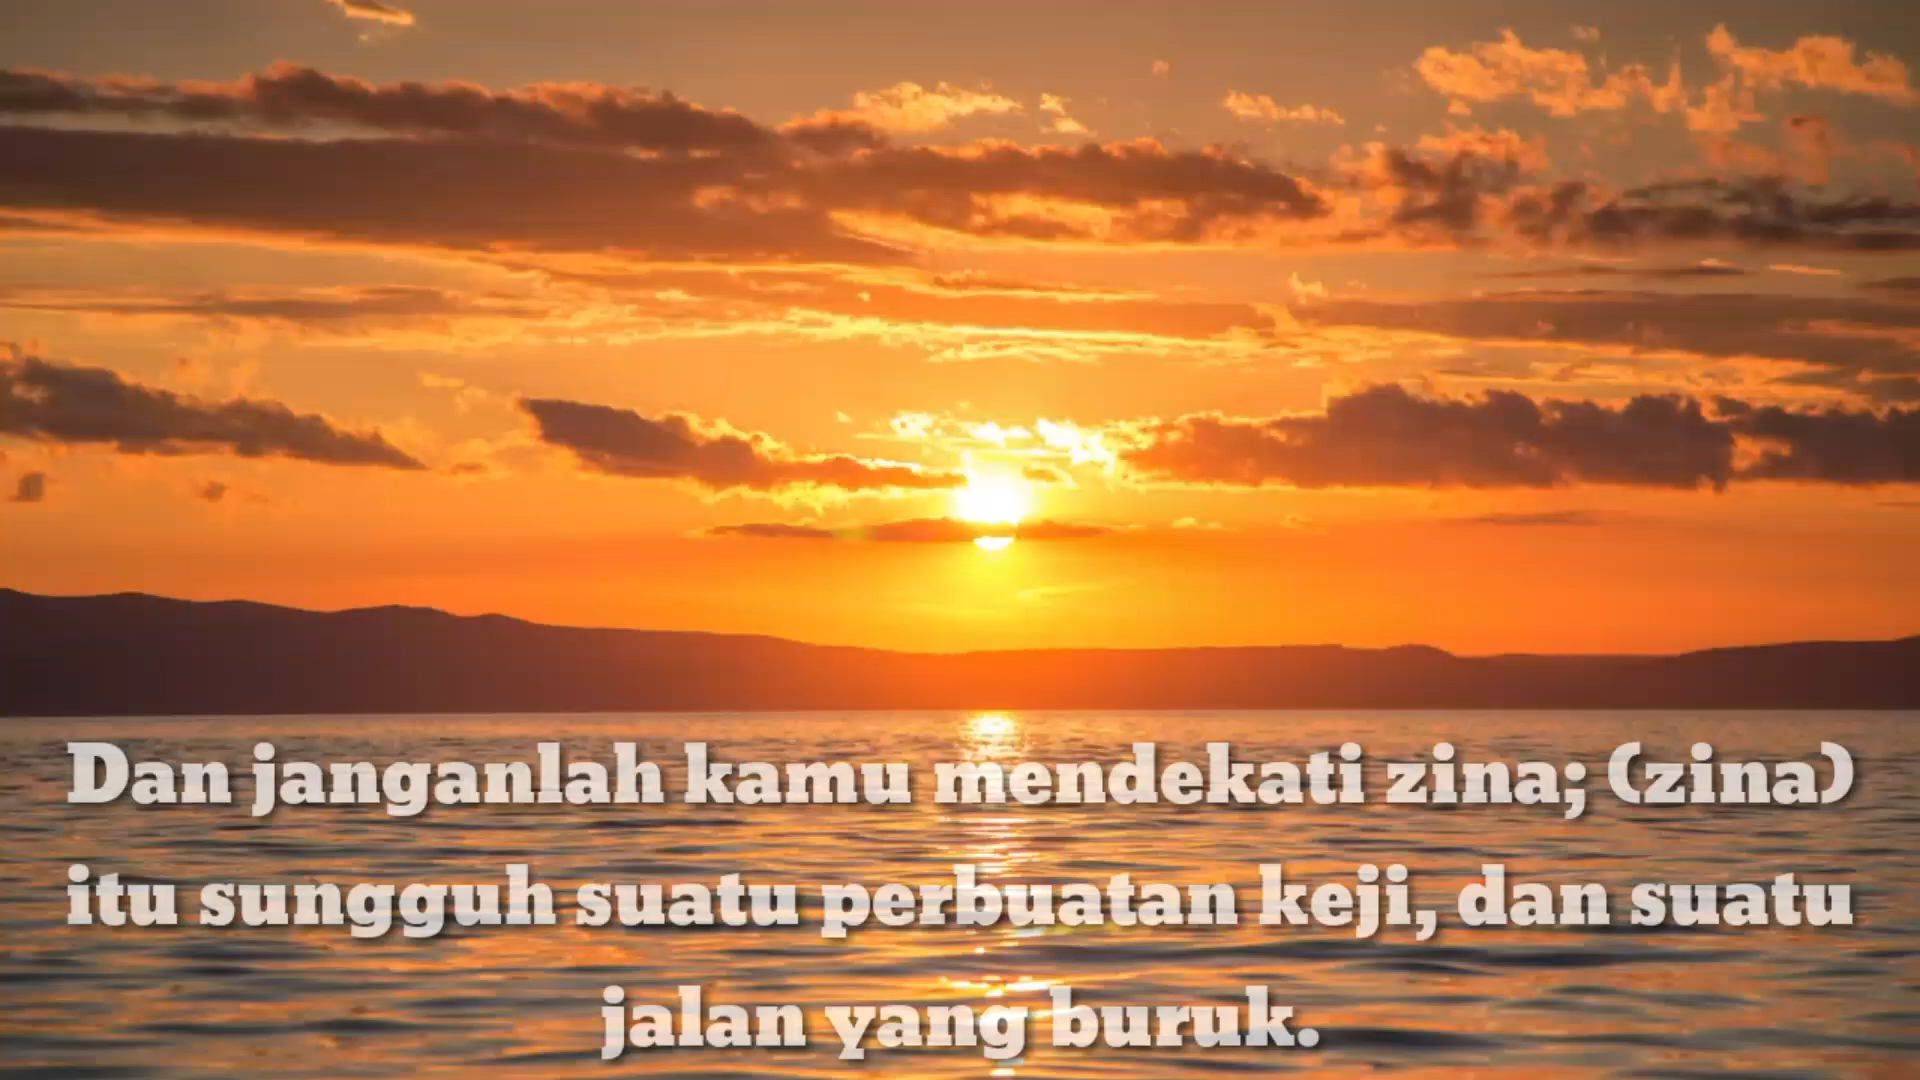 Dan janganlah kamu mendekati zina; (zina)
itu sungguh suatu perbuatan keji, dan suatu
jalan yang buruk.